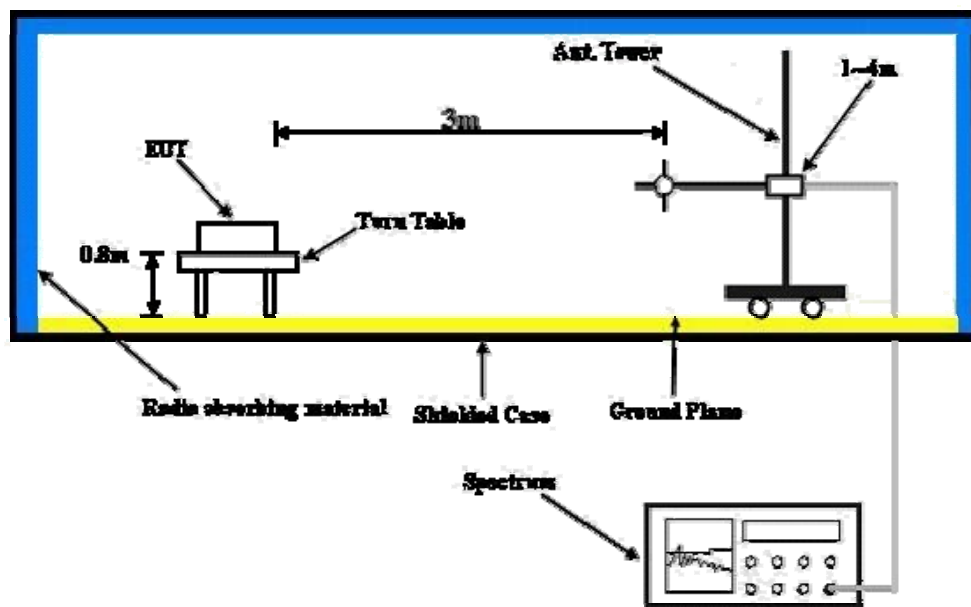 Ant. Tower
1~4m
3m
EUT
Turn Table
0.8m
Radio absorbing material
Shielded Case
Ground Plane
Spectrum